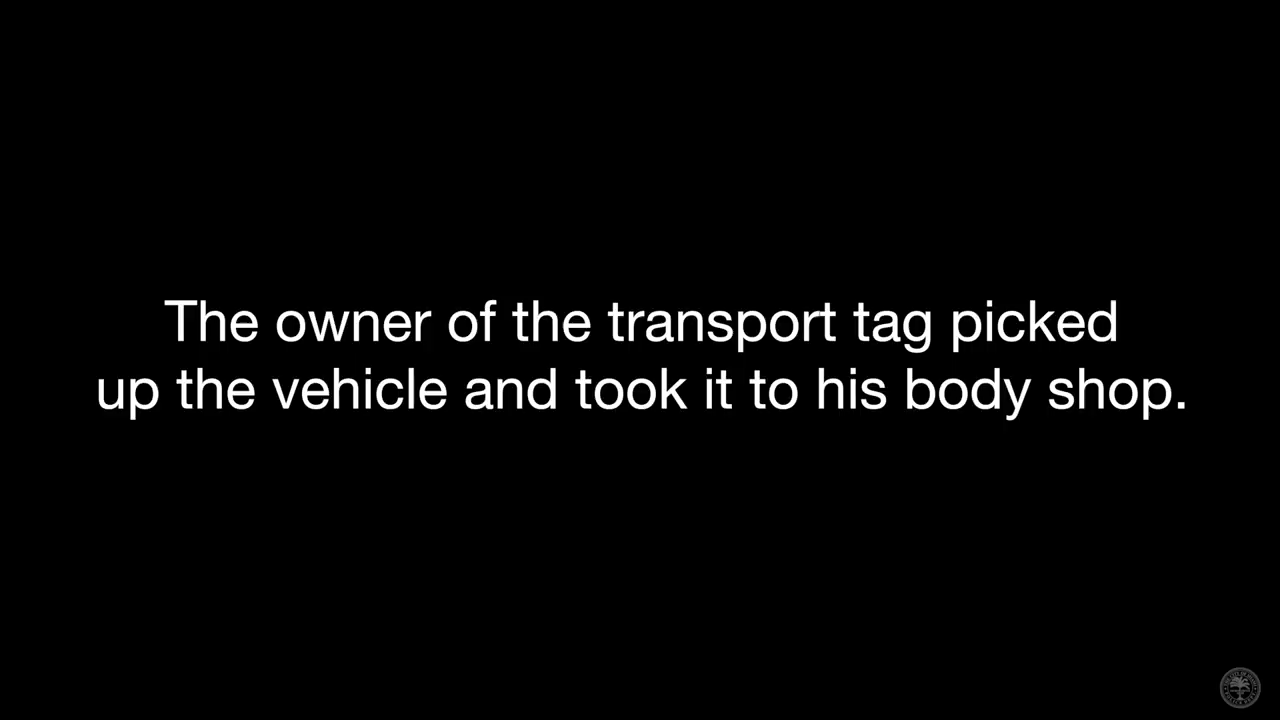 The owner of the transport tag picked
up the vehicle and took it to his body shop.